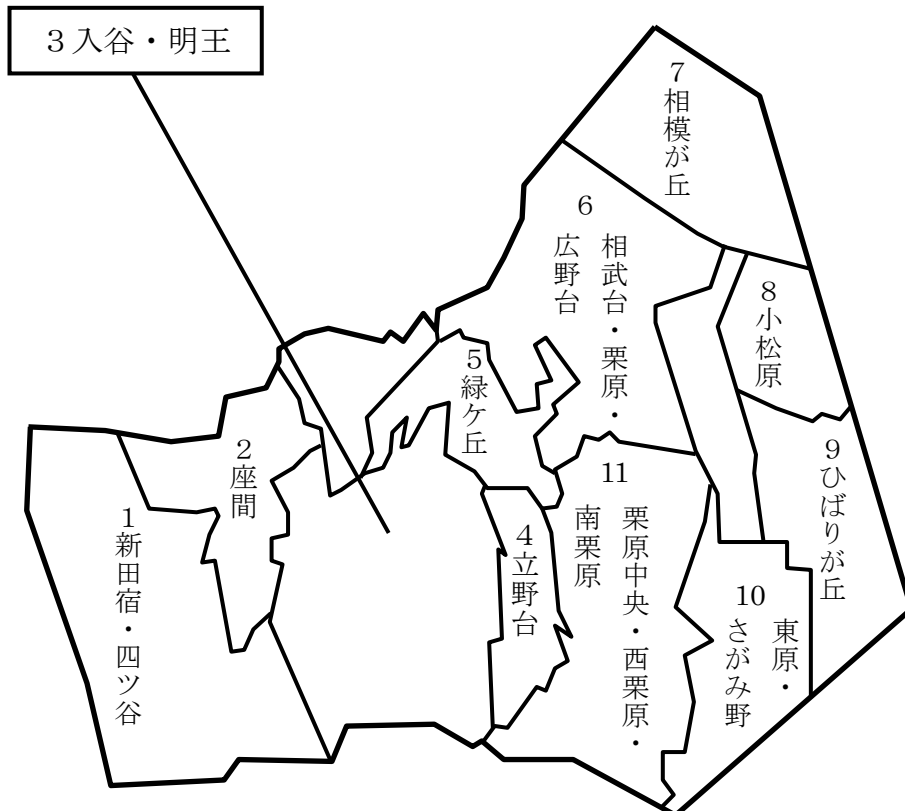 ３入谷・明王
１新田宿・四ツ谷
２座間
４立野台
５緑ケ丘
６
相武台・栗原・
広野台
７相模が丘
８小松原
９ひばりが丘
10
東原・
さがみ野
11
栗原中央・西栗原・
南栗原